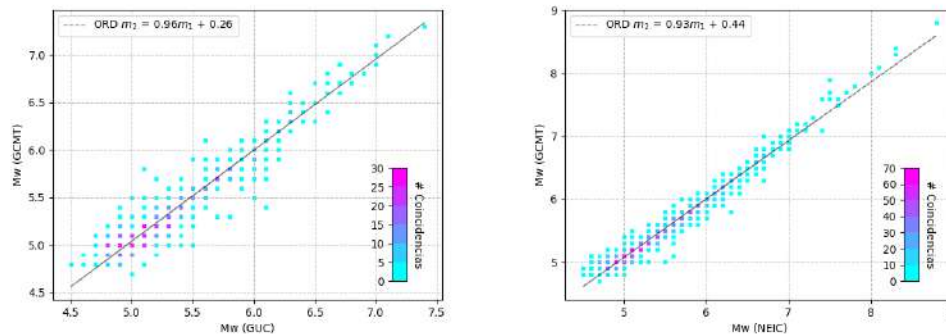 ORD m₂ = 0.96m₁ + 0.26
7.0
6.5
6.0
5.5
5.0
4.5
Mw (GCMT)
4.5 5.0 5.5 6.0 6.5 7.0 7.5
Mw (GUC)
30
25
20
15
10
5
0
# Coincidencias
ORD m₂ = 0.93m₁ + 0.44
9
8
7
6
5
Mw (GCMT)
5 6 7 8
Mw (NEIC)
70
60
50
40
30
20
10
0
# Coincidencias